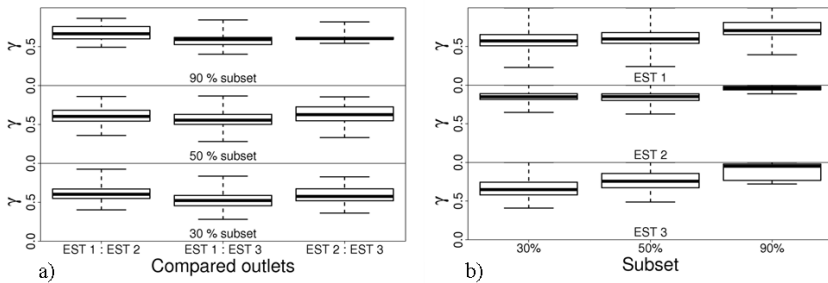 γ
0.5
0.0
90 % subset
γ
0.5
0.0
50 % subset
γ
0.5
0.0
30 % subset
EST 1 : EST 2
EST 1 : EST 3
EST 2 : EST 3
a)
Compared outlets
γ
0.5
0.0
EST 1
γ
0.5
0.0
EST 2
γ
0.5
0.0
EST 3
30%
50%
90%
b)
Subset